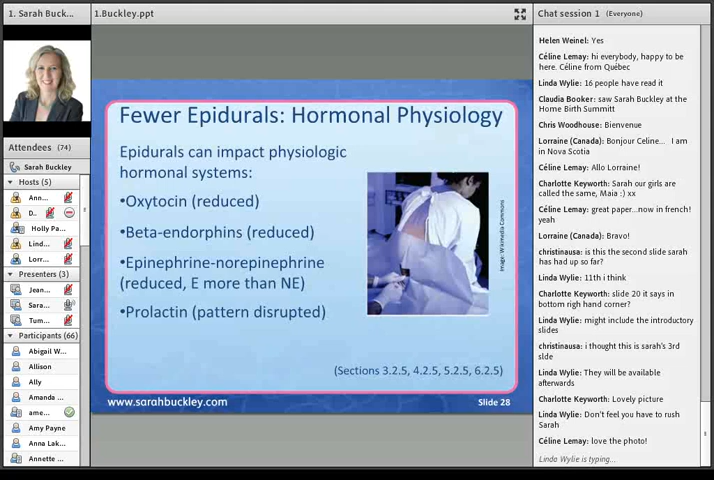 1. Sarah Buck...
1.Buckley.ppt
Chat session 1 (Everyone)
Attendees (74)
Sarah Buckley
Hosts (5)
Ann...
D..
Holly Pa...
Lind...
Lorr...
Presenters (3)
Jean...
Sara...
Tum...
Participants (66)
Abigail W...
Allison
Ally
Amanda ...
ame...
Amy Payne
Anna Lak...
Annette ...
Fewer Epidurals: Hormonal Physiology
Epidurals can impact physiologic
hormonal systems:
•Oxytocin (reduced)
•Beta-endorphins (reduced)
•Epinephrine-norepinephrine
(reduced, E more than NE)
•Prolactin (pattern disrupted)
Image: Wikimedia Commons
(Sections 3.2.5, 4.2.5, 5.2.5, 6.2.5)
www.sarahbuckley.com
Slide 28
Helen Weinel: Yes
Céline Lemay: hi everybody, happy to
be here. Céline from Québec
Linda Wylie: 16 people have read it
Claudia Booker: saw Sarah Buckley at the
Home Birth Summitt
Chris Woodhouse: Bienvenue
Lorraine (Canada): Bonjour Celine... I am
in Nova Scotia
Céline Lemay: Allo Lorraine!
Charlotte Keyworth: Sarah our girls are
called the same, Maia :) xx
Céline Lemay: great paper...now in french!
yeah
Lorraine (Canada): Bravo!
christinausa: is this the second slide sarah
has had up so far?
Linda Wylie: 11th i think
Charlotte Keyworth: slide 20 it says in
bottom righ hand corner?
Linda Wylie: might include the introductory
slides
christinausa: i thought this is sarah's 3rd
slde
Linda Wylie: They will be available
afterwards
Charlotte Keyworth: Lovely picture
Linda Wylie: Don't feel you have to rush
Sarah
Céline Lemay: love the photo!
Linda Wylie is typing...